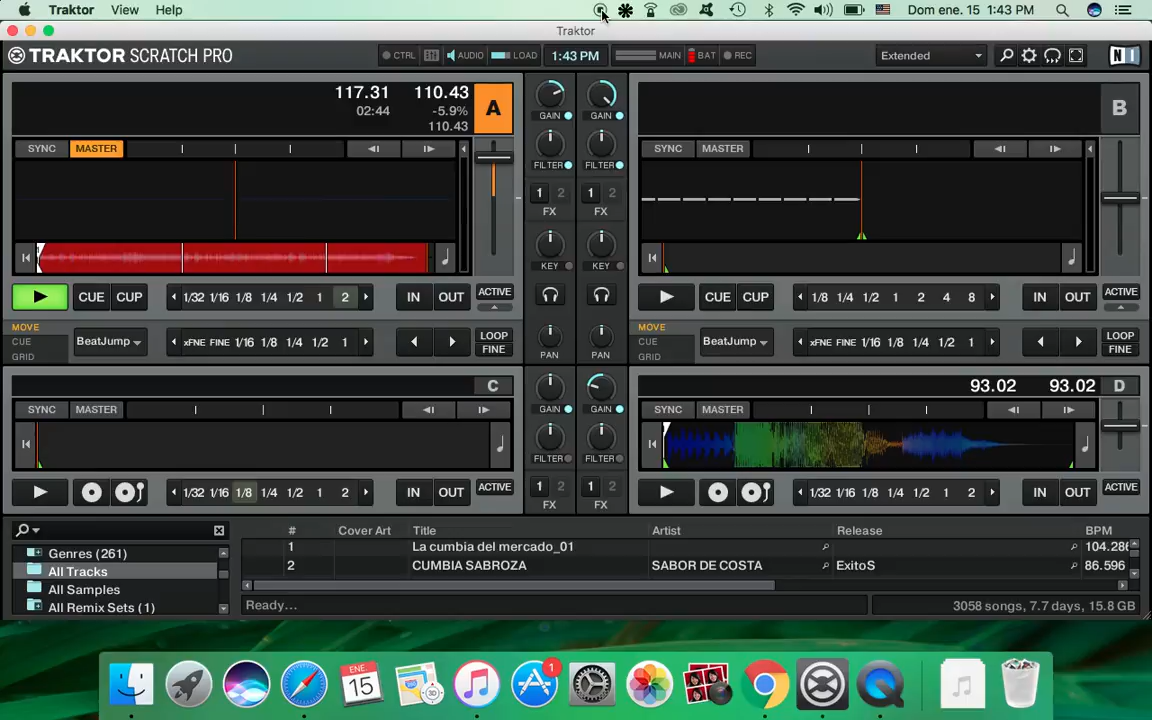 Traktor View Help Dom ene. 15 1:43 PM
Traktor
TRAKTOR SCRATCH PRO CTRL AUDIO LOAD 1:43 PM MAIN BAT REC Extended N I
117.31 110.43 A B
02:44 -5.9%
110.43
GAIN GAIN
SYNC MASTER SYNC MASTER
FILTER FILTER
1 2 1 2
FX FX
KEY KEY
CUE CUP 1/32 1/16 1/8 1/4 1/2 1 2 IN OUT ACTIVE CUE CUP 1/8 1/4 1/2 1 2 4 8 IN OUT ACTIVE
MOVE MOVE
CUE BeatJump xFNE FINE 1/16 1/8 1/4 1/2 1 LOOP CUE BeatJump xFNE FINE 1/16 1/8 1/4 1/2 1 LOOP
GRID FINE PAN PAN GRID FINE
C 93.02 93.02 D
SYNC MASTER GAIN GAIN SYNC MASTER
FILTER FILTER
1/32 1/16 1/8 1/4 1/2 1 2 IN OUT ACTIVE 1 2 1 2 1/32 1/16 1/8 1/4 1/2 1 2 IN OUT ACTIVE
FX FX
# Cover Art Title Artist Release BPM
Genres (261) 1 La cumbia del mercado_01 104.286
All Tracks 2 CUMBIA SABROZA SABOR DE COSTA ExitoS 86.596
All Samples
All Remix Sets (1) Ready... 3058 songs, 7.7 days, 15.8 GB
ENE.
15
3D
1